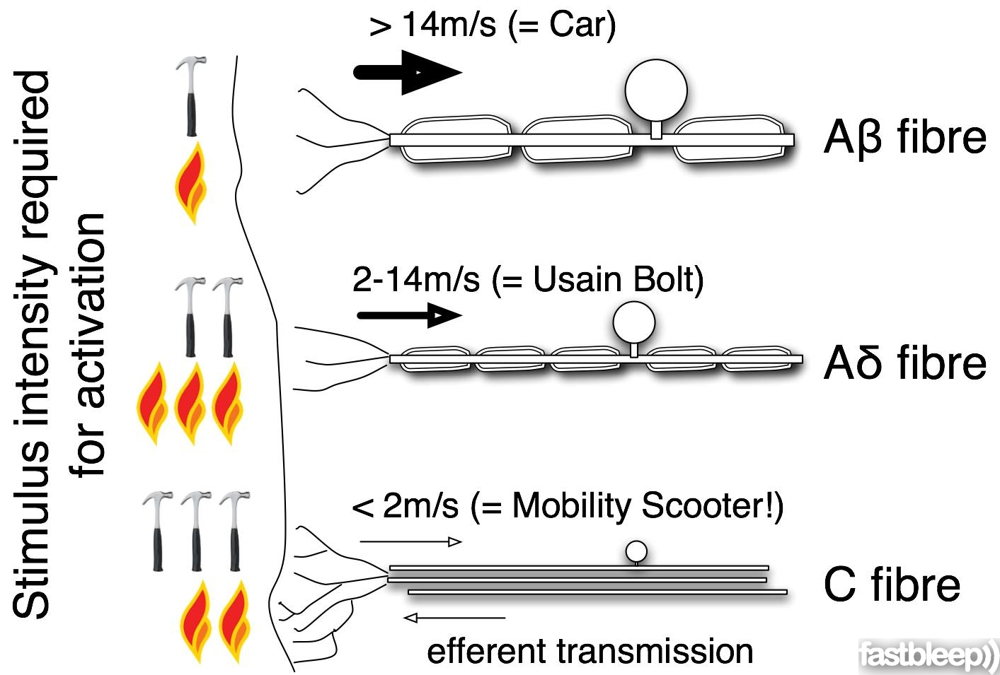 Stimulus intensity required
for activation
> 14m/s (= Car)
Aβ fibre
2-14m/s (= Usain Bolt)
Aδ fibre
< 2m/s (= Mobility Scooter!)
C fibre
efferent transmission
fastbleep))